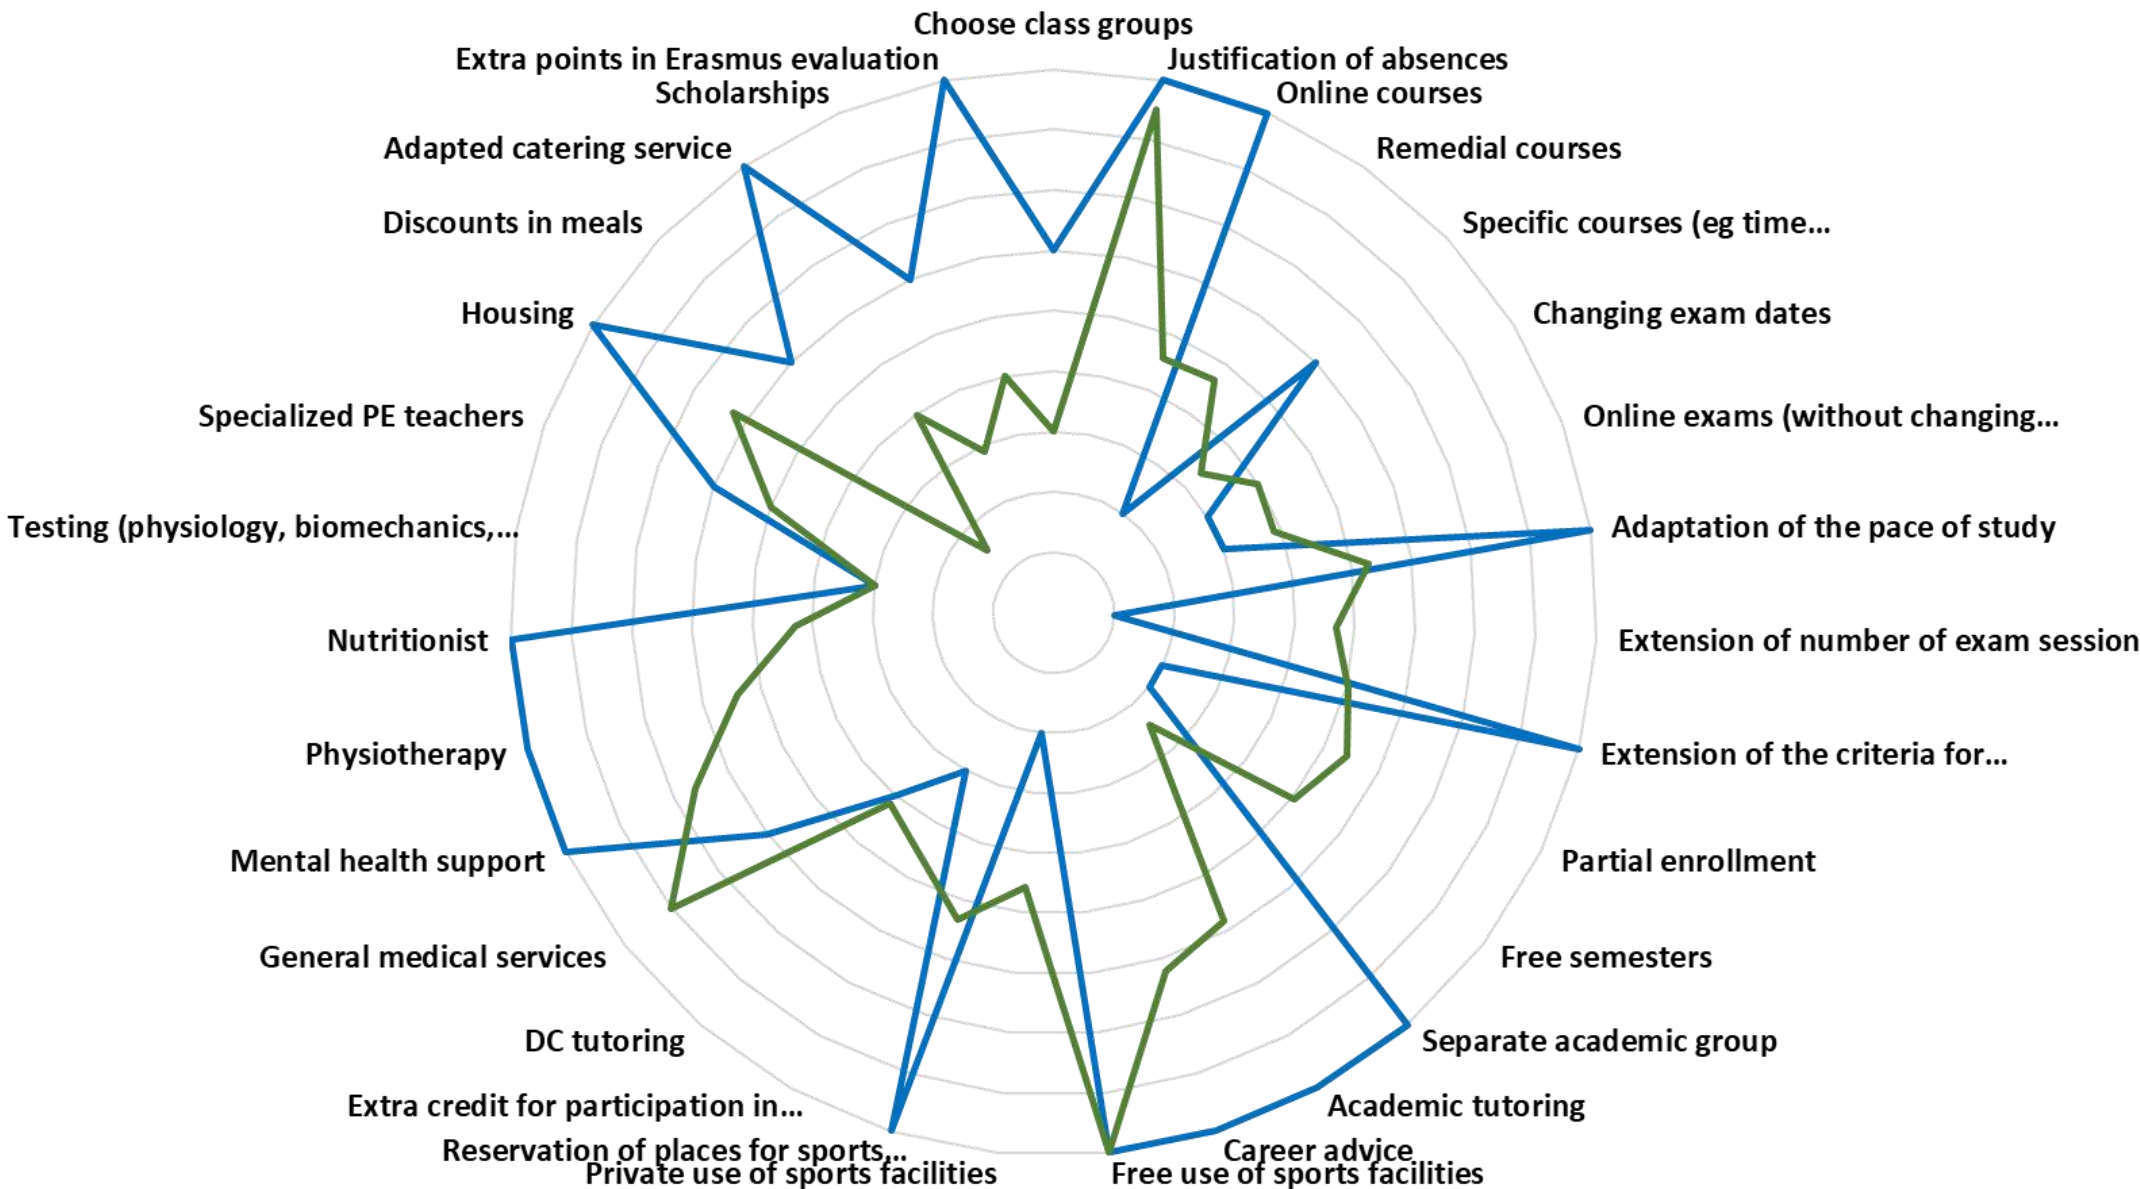 Choose class groups
Justification of absences
Online courses
Remedial courses
Specific courses (eg time...
Changing exam dates
Online exams (without changing...
Adaptation of the pace of study
Extension of number of exam session
Extension of the criteria for...
Partial enrollment
Free semesters
Separate academic group
Academic tutoring
Career advice
Free use of sports facilities
Private use of sports facilities
Reservation of places for sports...
Extra credit for participation in...
DC tutoring
General medical services
Mental health support
Physiotherapy
Nutritionist
Testing (physiology, biomechanics,...
Specialized PE teachers
Housing
Discounts in meals
Adapted catering service
Scholarships
Extra points in Erasmus evaluation